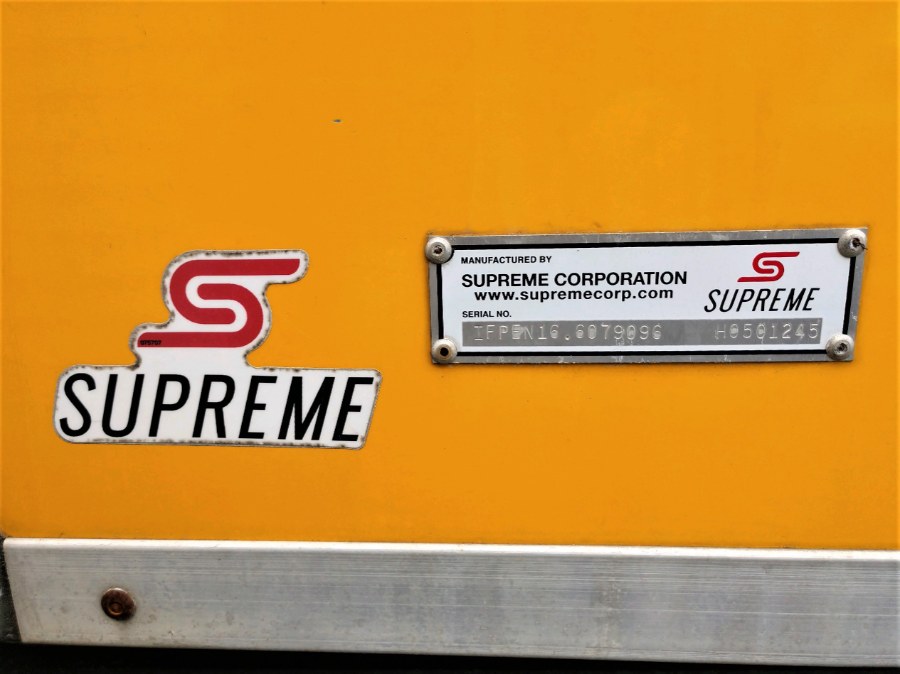 SUPREME
MANUFACTURED BY
SUPREME CORPORATION
www.supremecorp.com
SUPREME
SERIAL NO.
H0501245